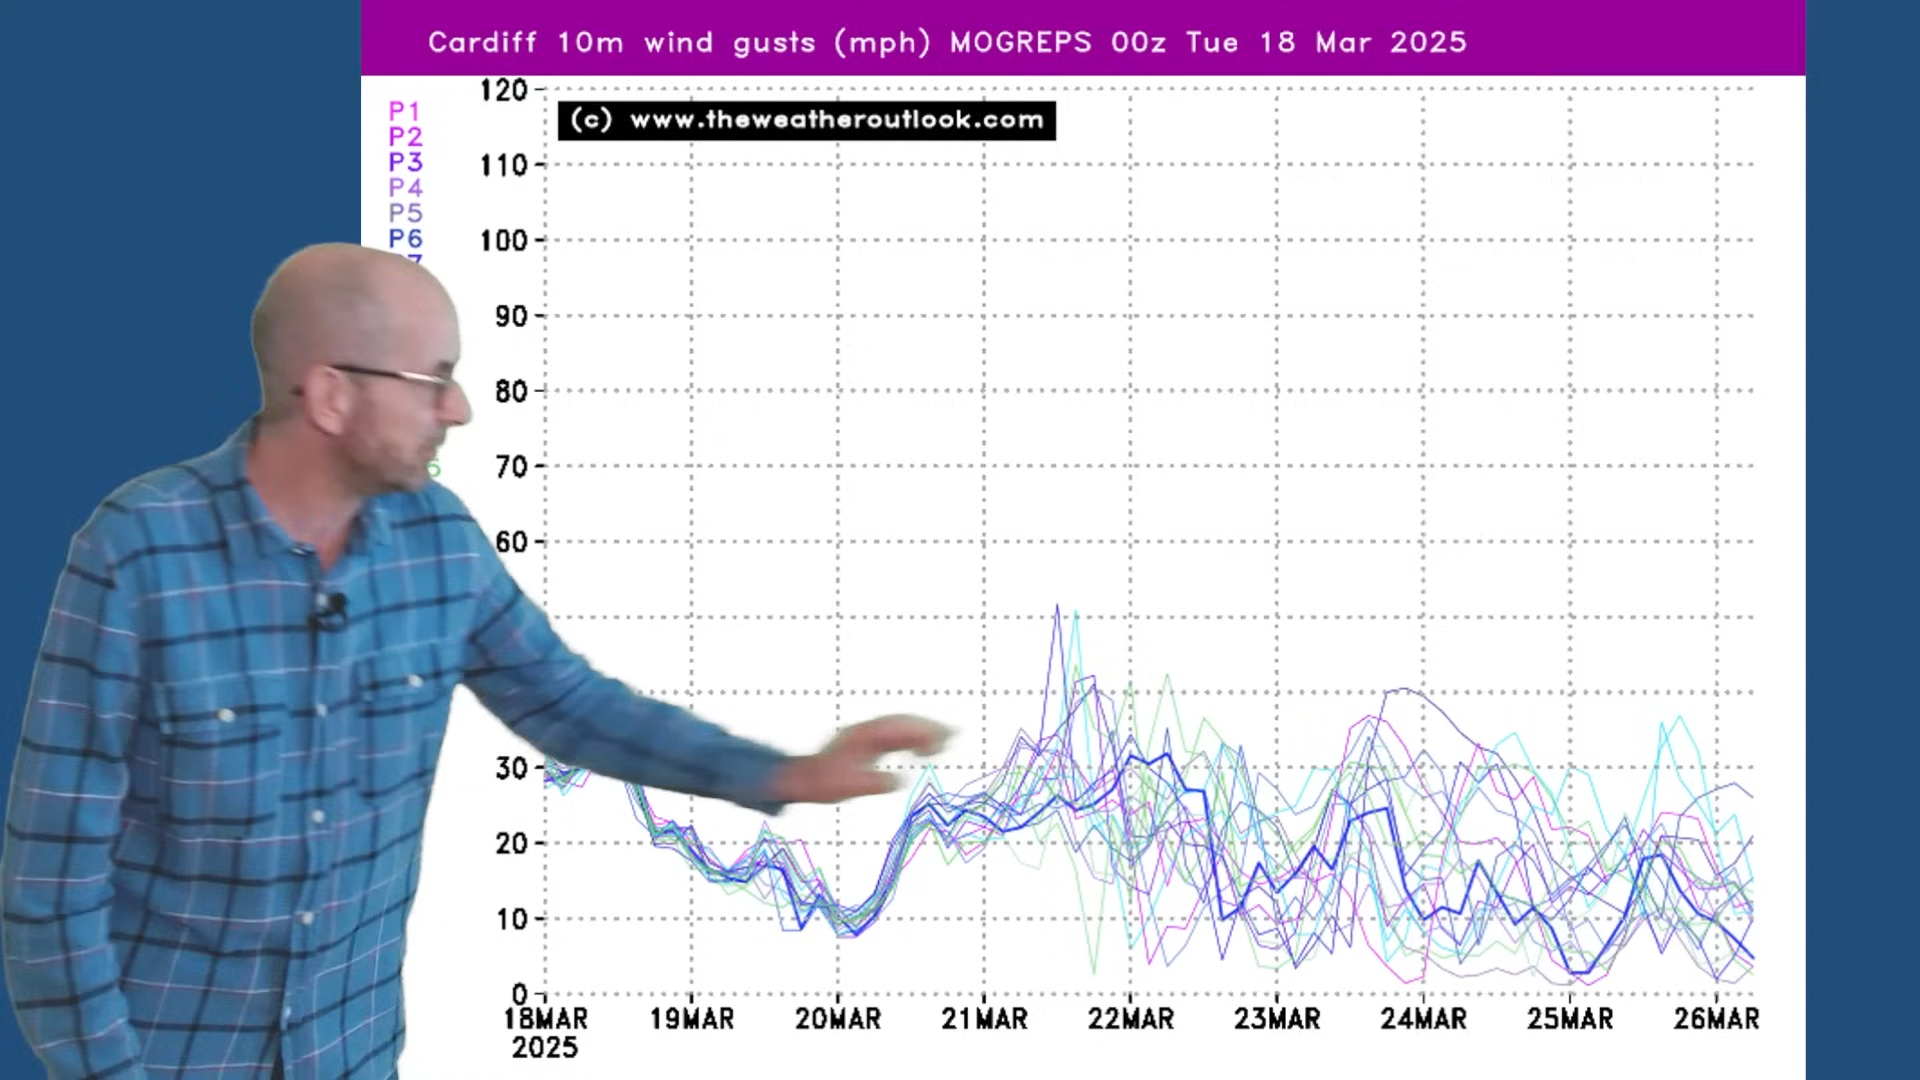 Cardiff 10m wind gusts (mph) MOGREPS 00z Tue 18 Mar 2025
120
(c) www.theweatheroutlook.com
P1
P2
P3
P4
P5
P6
7
6
110
100
90
80
70
60
30
20
10
0
18MAR 19MAR 20MAR 21MAR 22MAR 23MAR 24MAR 25MAR 26MAR
2025